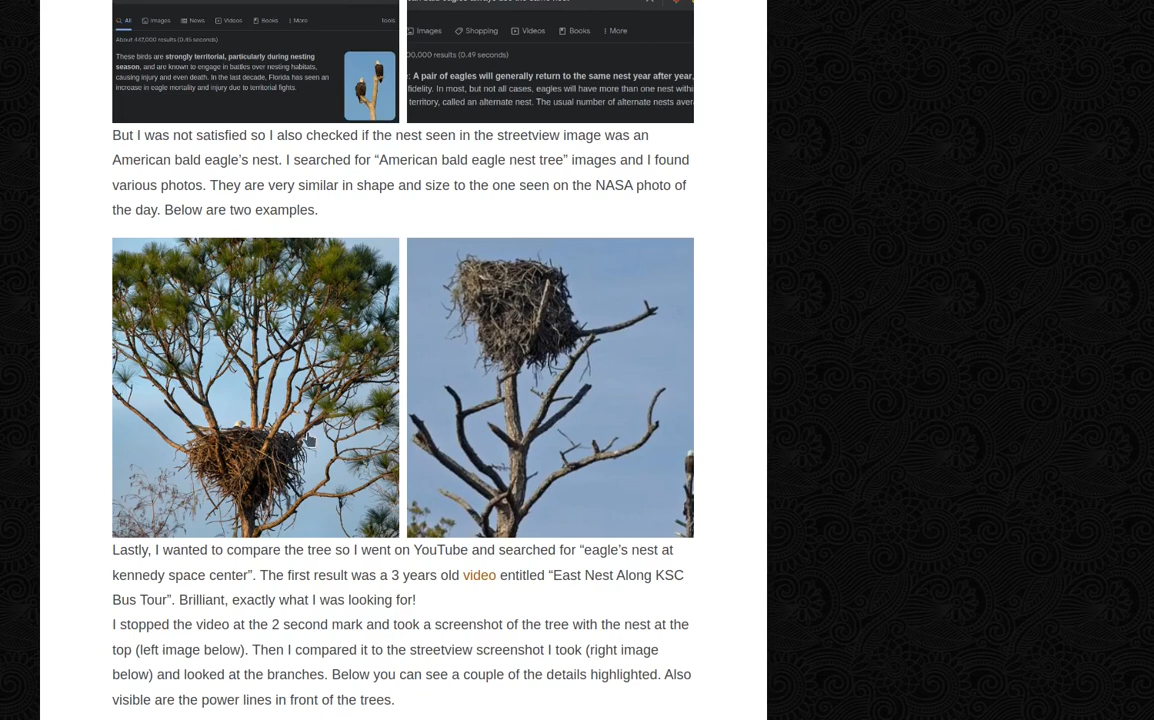 All Images News Videos Books More tools
About 447,000 results (0.45 seconds)
These birds are strongly territorial, particularly during nesting
season, and are known to engage in battles over nesting habitats,
causing injury and even death. In the last decade, Florida has seen an
increase in eagle mortality and injury due to territorial fights.
Images Shopping Videos Books More
00,000 results (0.49 seconds)
: A pair of eagles will generally return to the same nest year after year,
fidelity. In most, but not all cases, eagles will have more than one nest withi
territory, called an alternate nest. The usual number of alternate nests avera
But I was not satisfied so I also checked if the nest seen in the streetview image was an
American bald eagle’s nest. I searched for “American bald eagle nest tree” images and I found
various photos. They are very similar in shape and size to the one seen on the NASA photo of
the day. Below are two examples.
Lastly, I wanted to compare the tree so I went on YouTube and searched for “eagle’s nest at
kennedy space center”. The first result was a 3 years old video entitled “East Nest Along KSC
Bus Tour”. Brilliant, exactly what I was looking for!
I stopped the video at the 2 second mark and took a screenshot of the tree with the nest at the
top (left image below). Then I compared it to the streetview screenshot I took (right image
below) and looked at the branches. Below you can see a couple of the details highlighted. Also
visible are the power lines in front of the trees.